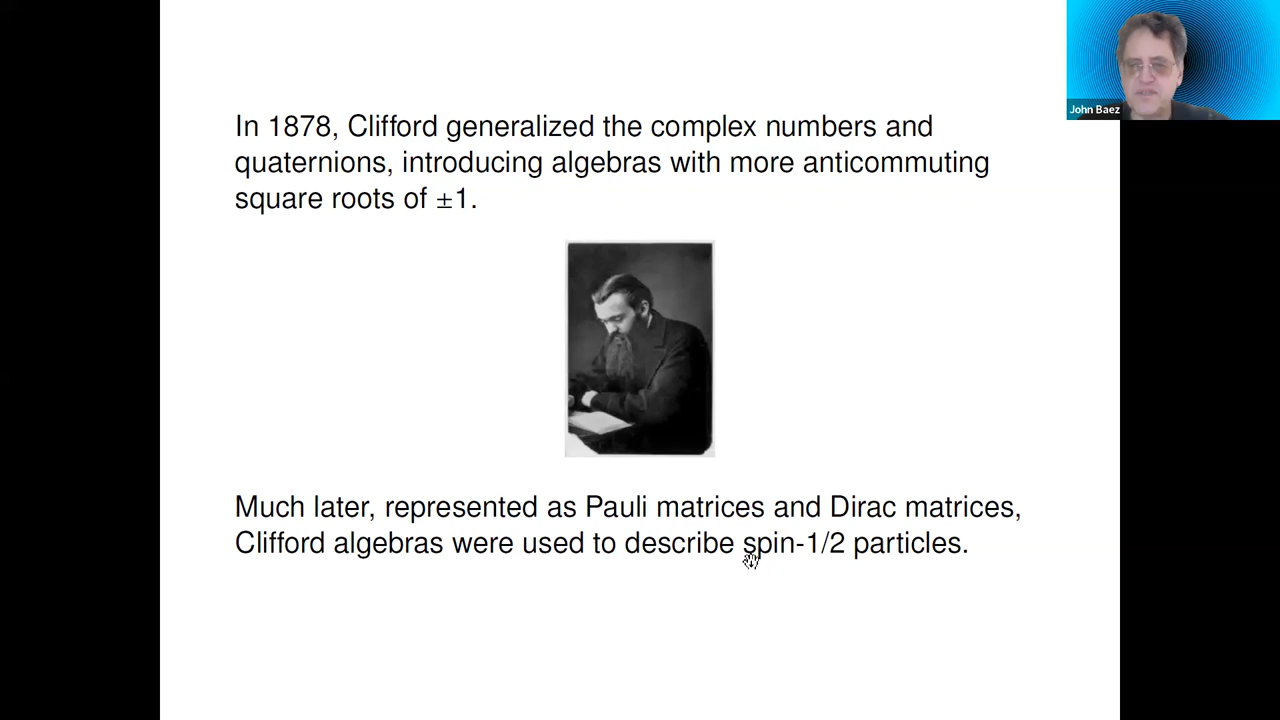 In 1878, Clifford generalized the complex numbers and
quaternions, introducing algebras with more anticommuting
square roots of ±1.
John Baez
Much later, represented as Pauli matrices and Dirac matrices,
Clifford algebras were used to describe spin-1/2 particles.